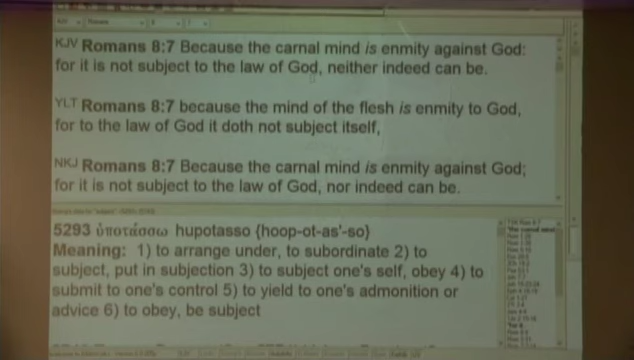 KJV Romans 8:7 Because the carnal mind is enmity against God:
for it is not subject to the law of God, neither indeed can be.
YLT Romans 8:7 because the mind of the flesh is enmity to God,
for to the law of God it doth not subject itself,
NKJ Romans 8:7 Because the carnal mind is enmity against God;
for it is not subject to the law of God, nor indeed can be.
5293 ὑποτάσσω hupotasso {hoop-ot-as'-so}
Meaning: 1) to arrange under, to subordinate 2) to
subject, put in subjection 3) to subject one's self, obey 4) to
submit to one's control 5) to yield to one's admonition or
advice 6) to obey, be subject